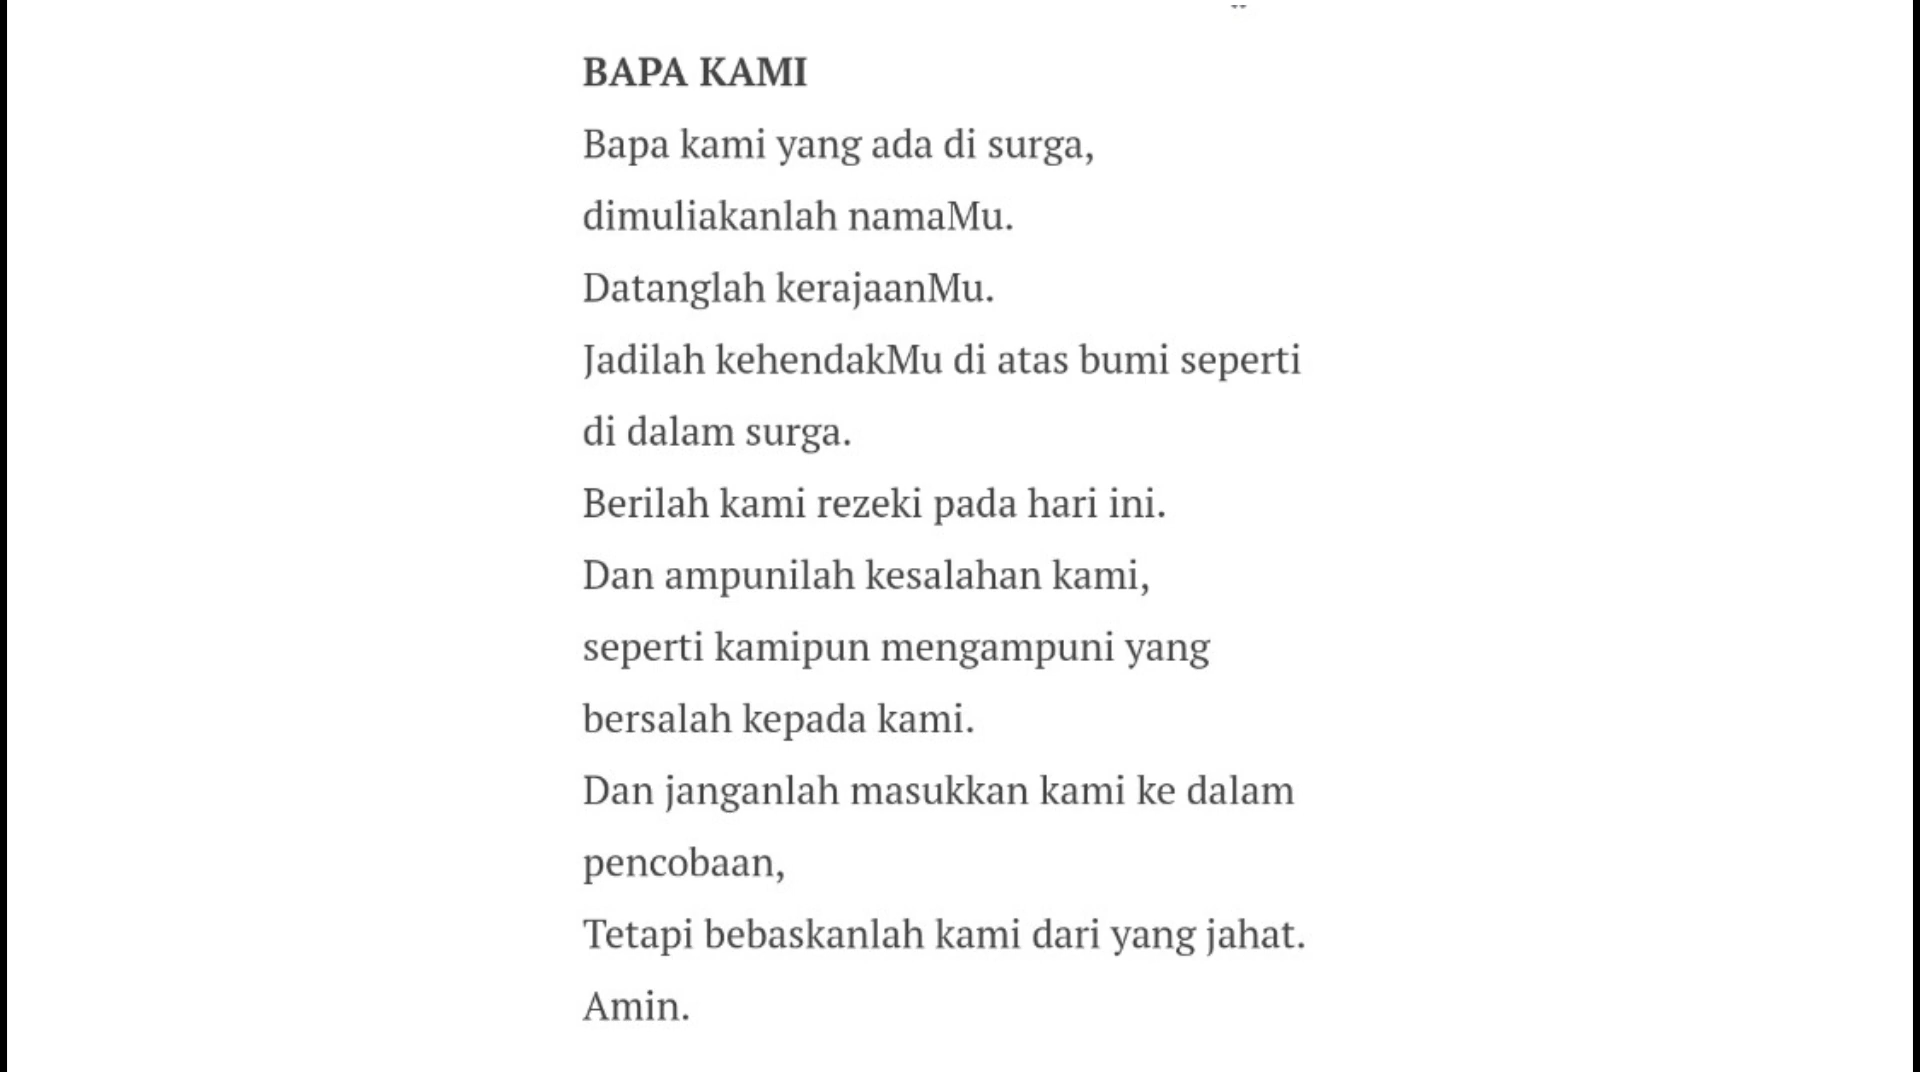 BAPA KAMI
Bapa kami yang ada di surga,
dimuliakanlah namaMu.
Datanglah kerajaanMu.
Jadilah kehendakMu di atas bumi seperti
di dalam surga.
Berilah kami rezeki pada hari ini.
Dan ampunilah kesalahan kami,
seperti kamipun mengampuni yang
bersalah kepada kami.
Dan janganlah masukkan kami ke dalam
pencobaan,
Tetapi bebaskanlah kami dari yang jahat.
Amin.